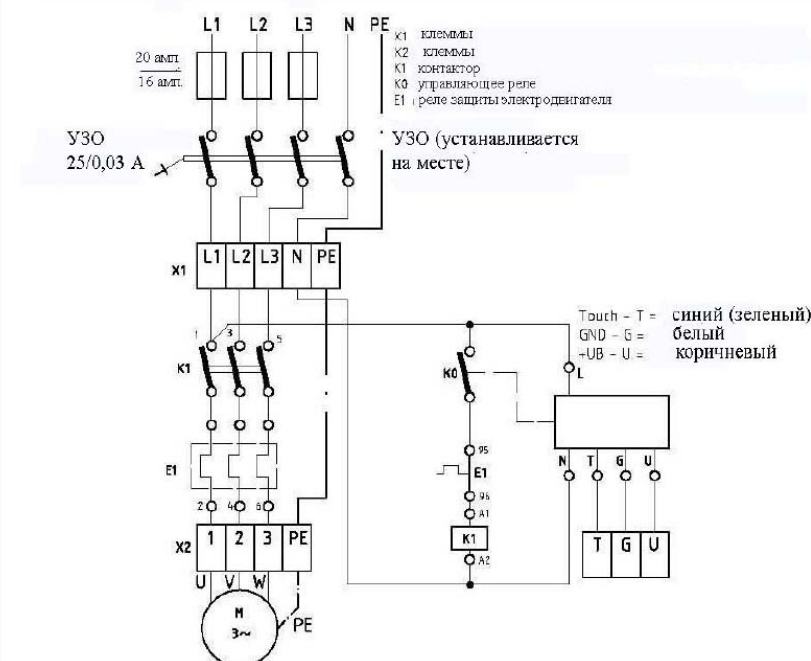 L1 L2 L3 N PE
X1 клеммы
X2 клеммы
K1 контактор
K0 управляющее реле
E1 реле защиты электродвигателя
20 амп.
16 амп.
УЗО
25/0,03 А
УЗО (устанавливается
на месте)
X1 L1 L2 L3 N PE
Touch - T = синий (зеленый)
GND - G = белый
+UB - U = коричневый
1 3 5
K1
K0
L
95
E1
96
A1
K1
A2
N T G U
T G U
E1
2 4 6
X2 1 2 3 PE
U V W
M
3~
PE